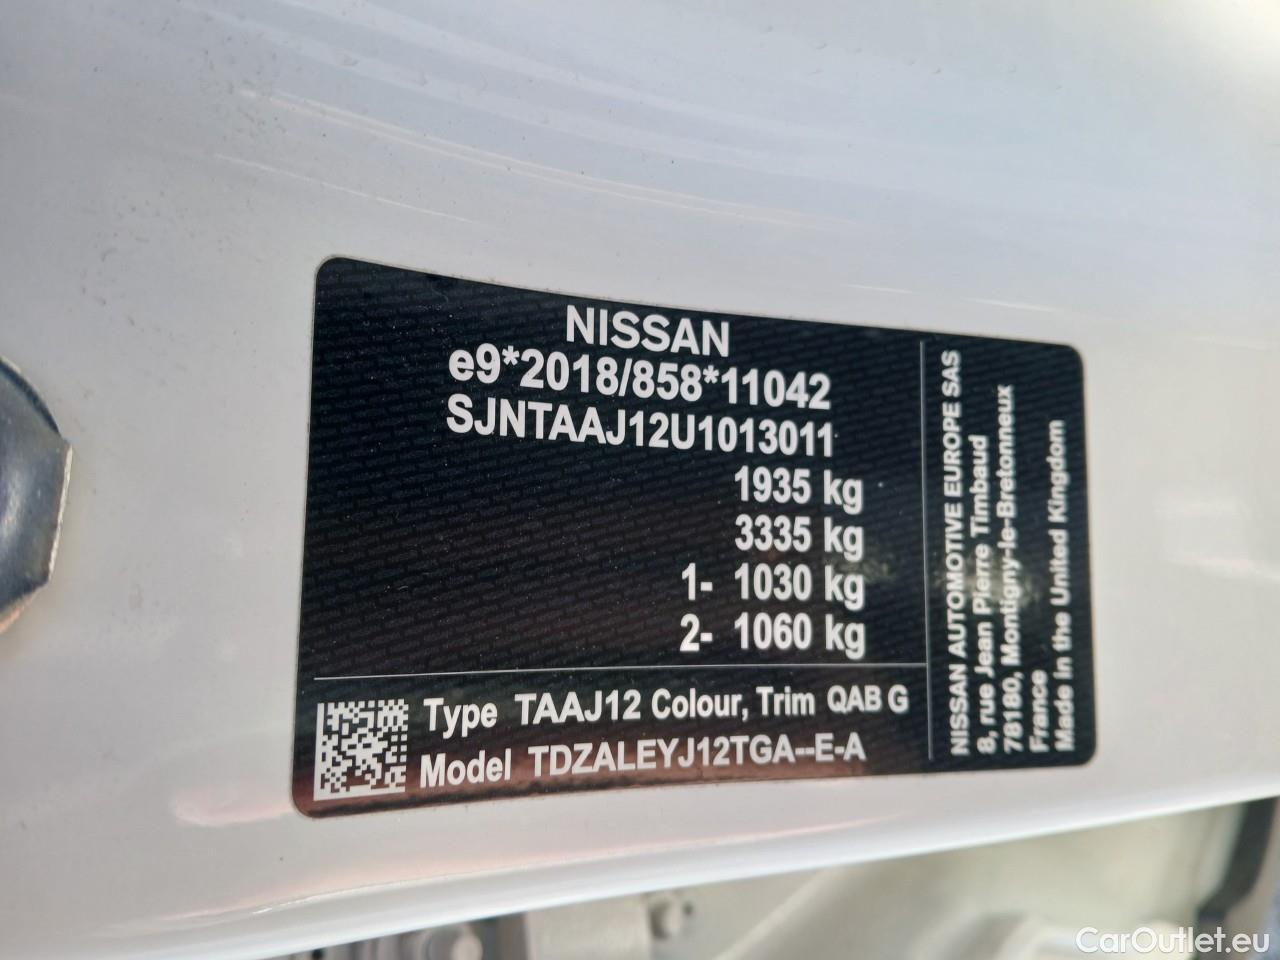 NISSAN
e9*2018/858*11042
SJNTAAJ12U1013011
1935 kg
3335 kg
1- 1030 kg
2- 1060 kg
Type TAAJ12 Colour, Trim QAB G
Model TDZALEYJ12TGA--E-A
NISSAN AUTOMOTIVE EUROPE SAS
8, rue Jean Pierre Timbaud
78180, Montigny-le-Bretonneux
France
Made in the United Kingdom
CarOutlet.eu